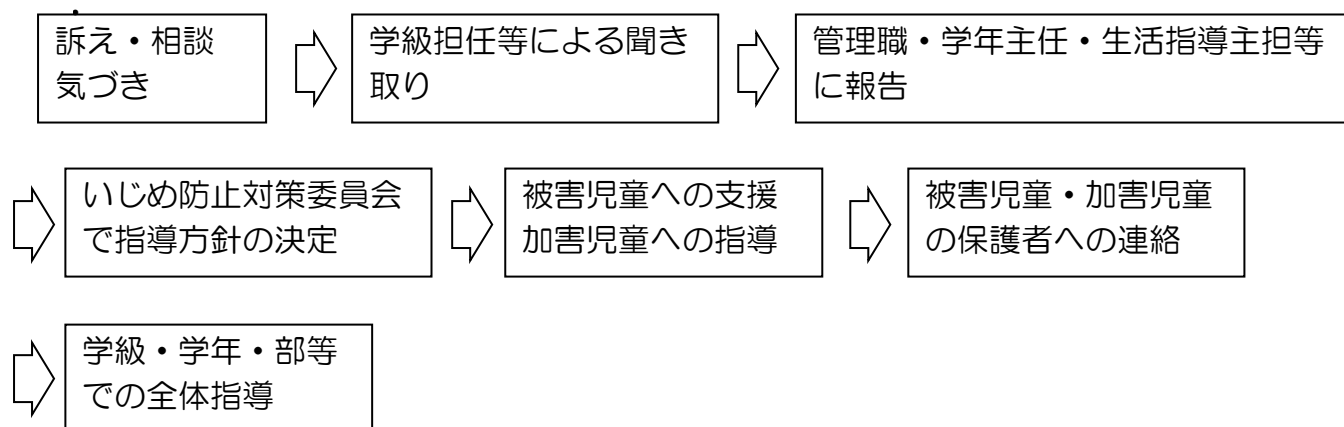 訴え・相談
気づき
学級担任等による聞き
取り
管理職・学年主任・生活指導主担等
に報告
いじめ防止対策委員会
で指導方針の決定
被害児童への支援
加害児童への指導
被害児童・加害児童
の保護者への連絡
学級・学年・部等
での全体指導